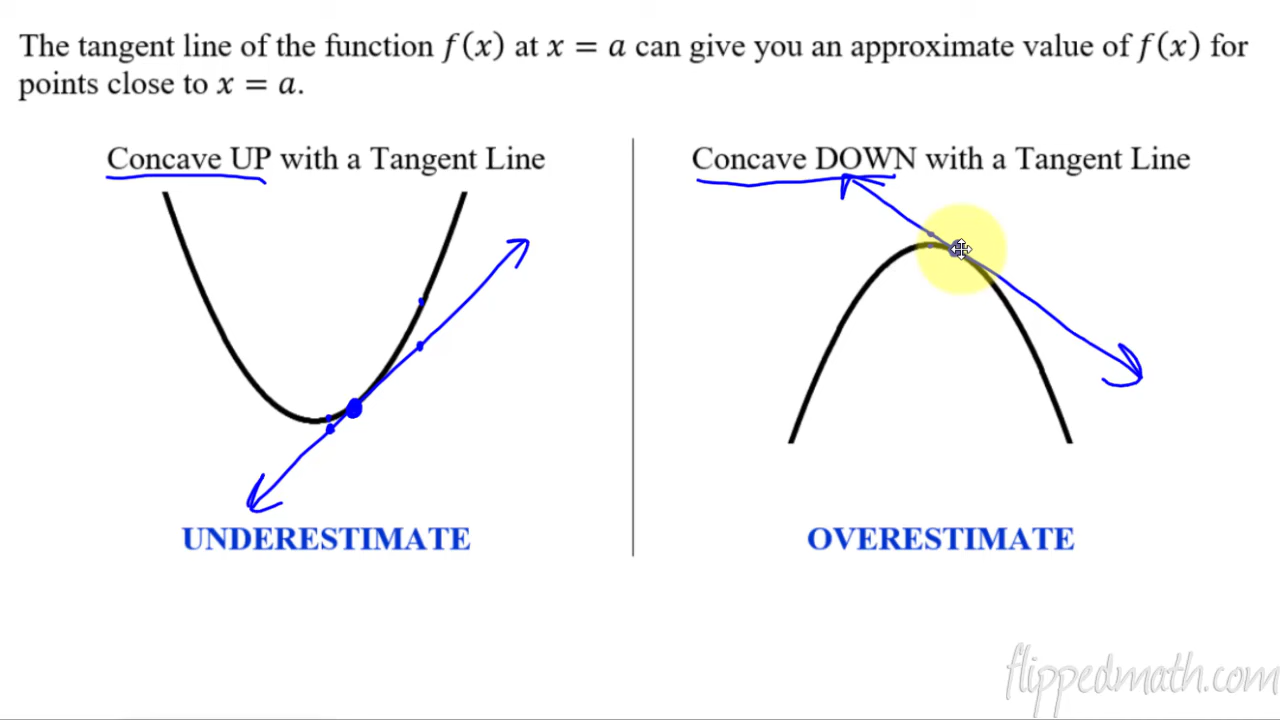 The tangent line of the function f(x) at x = a can give you an approximate value of f(x) for
points close to x = a.
Concave UP with a Tangent Line
Concave DOWN with a Tangent Line
UNDERESTIMATE
OVERESTIMATE
flippedmath.com